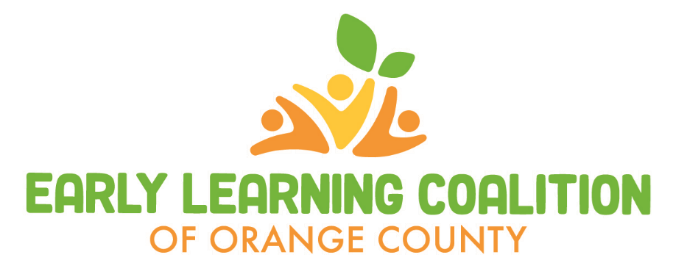 EARLY LEARNING COALITION
OF ORANGE COUNTY